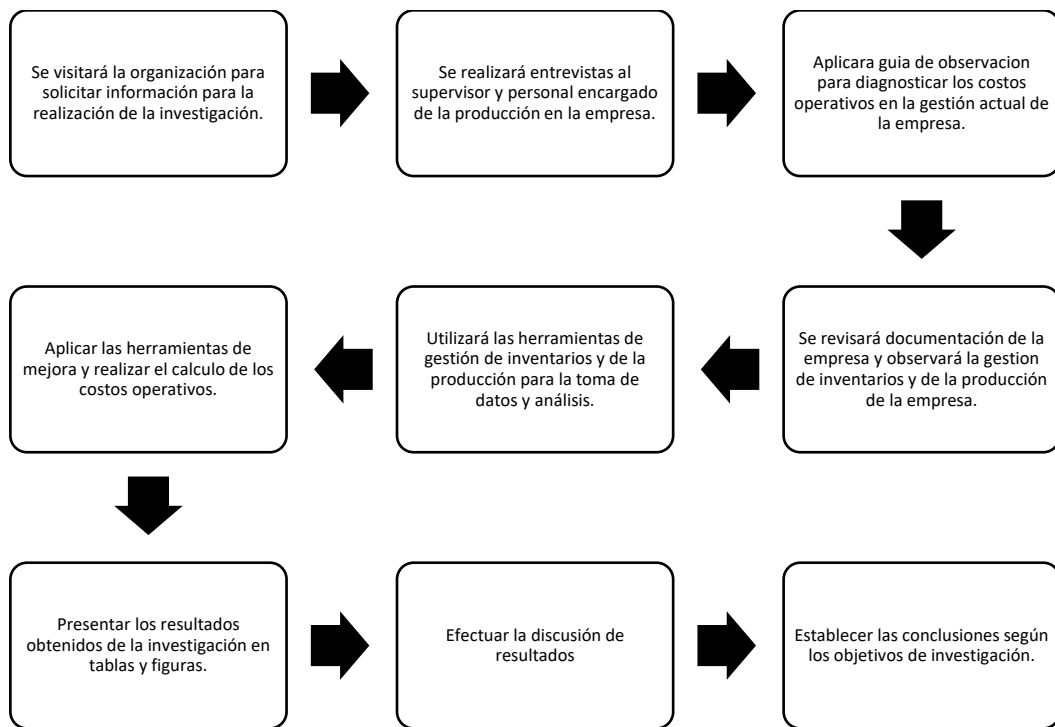 Se visitará la organización para
solicitar información para la
realización de la investigación.
Se realizará entrevistas al
supervisor y personal encargado
de la producción en la empresa.
Aplicara guia de observacion
para diagnosticar los costos
operativos en la gestión actual de
la empresa.
Se revisará documentación de la
empresa y observará la gestion
de inventarios y de la producción
de la empresa.
Utilizará las herramientas de
gestión de inventarios y de la
producción para la toma de
datos y análisis.
Aplicar las herramientas de
mejora y realizar el calculo de los
costos operativos.
Presentar los resultados
obtenidos de la investigación en
tablas y figuras.
Efectuar la discusión de
resultados
Establecer las conclusiones según
los objetivos de investigación.